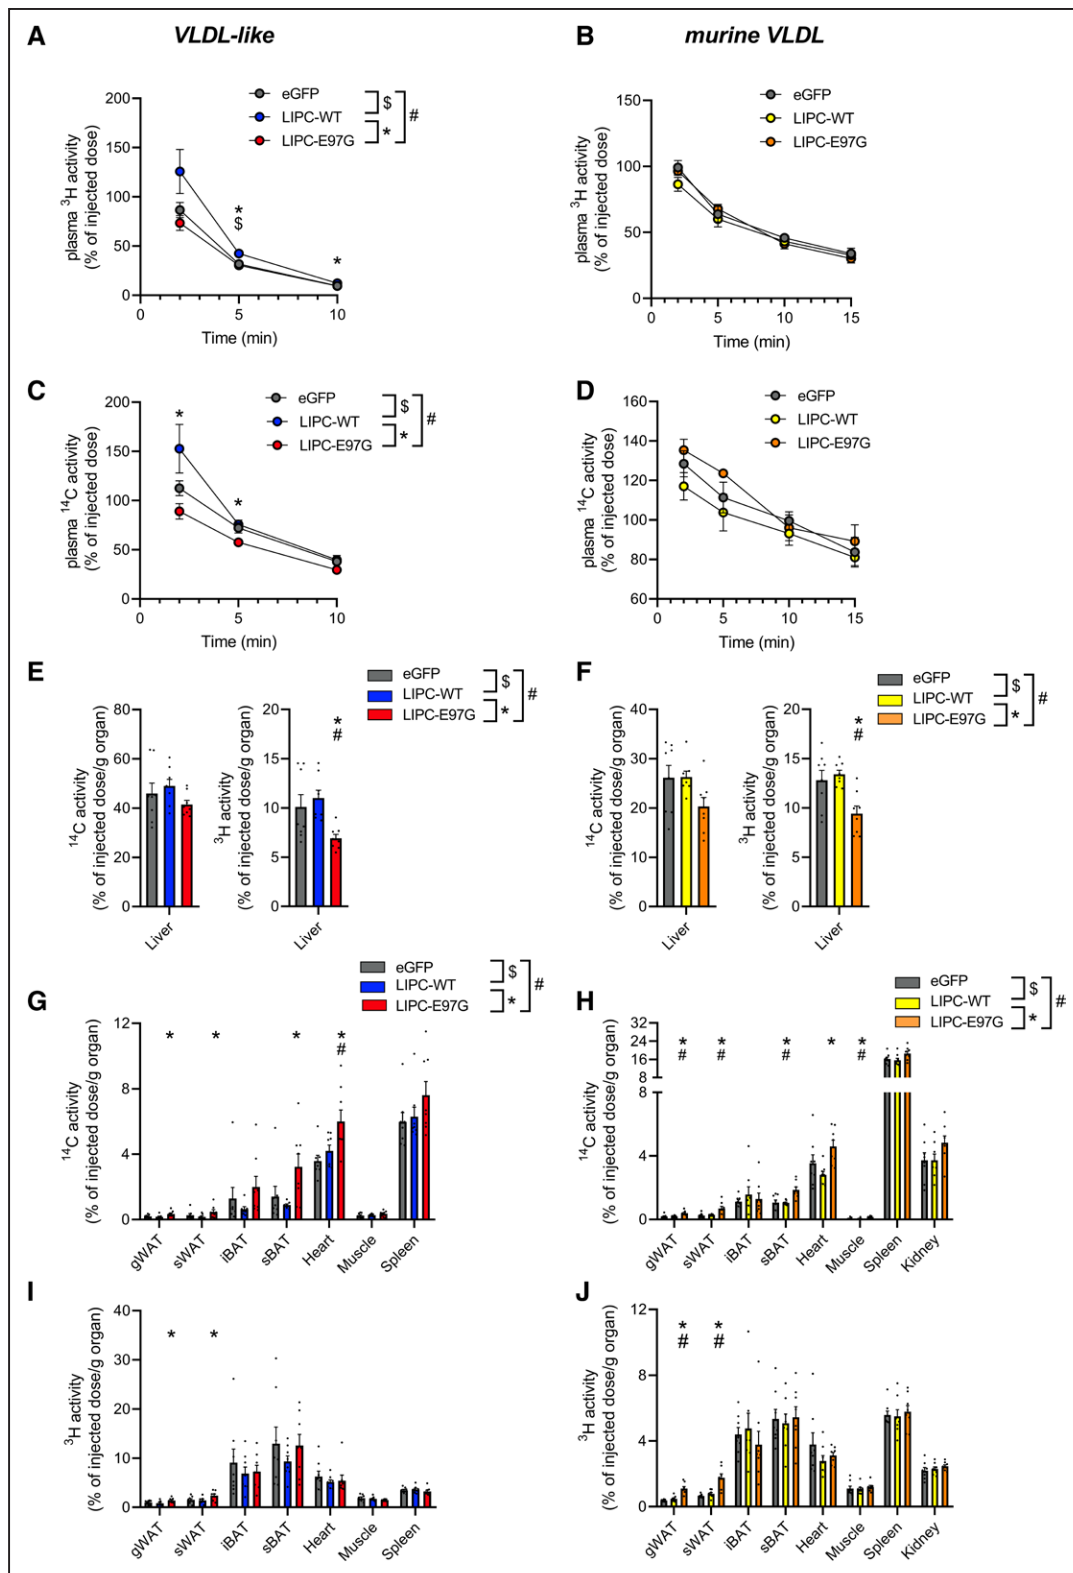 A VLDL-like
eGFP
LIPC-WT
LIPC-E97G
$
*
#
plasma ³H activity
(% of injected dose)
200
150
100
50
0
*
$
*
0 5 10
Time (min)
B murine VLDL
eGFP
LIPC-WT
LIPC-E97G
plasma ³H activity
(% of injected dose)
150
100
50
0
0 5 10 15
Time (min)
C
eGFP
LIPC-WT
LIPC-E97G
$
*
#
plasma ¹⁴C activity
(% of injected dose)
200
150
100
50
0
*
*
0 5 10
Time (min)
D
eGFP
LIPC-WT
LIPC-E97G
plasma ¹⁴C activity
(% of injected dose)
160
140
120
100
80
60
0 5 10 15
Time (min)
E
eGFP
LIPC-WT
LIPC-E97G
$
*
#
¹⁴C activity
(% of injected dose/g organ)
80
60
40
20
0
Liver
³H activity
(% of injected dose/g organ)
20
15
10
5
0
*
#
Liver
F
eGFP
LIPC-WT
LIPC-E97G
$
*
#
¹⁴C activity
(% of injected dose/g organ)
40
30
20
10
0
Liver
³H activity
(% of injected dose/g organ)
20
15
10
5
0
*
#
Liver
G
eGFP
LIPC-WT
LIPC-E97G
$
*
#
¹⁴C activity
(% of injected dose/g organ)
12
8
4
0
* * * *
#
gWAT sWAT iBAT sBAT Heart Muscle Spleen
H
eGFP
LIPC-WT
LIPC-E97G
$
*
#
¹⁴C activity
(% of injected dose/g organ)
32
24
16
8
8
4
0
* * * * *
# # # #
gWAT sWAT iBAT sBAT Heart Muscle Spleen Kidney
I
³H activity
(% of injected dose/g organ)
40
30
20
10
0
* *
gWAT sWAT iBAT sBAT Heart Muscle Spleen
J
³H activity
(% of injected dose/g organ)
12
8
4
0
* *
# #
gWAT sWAT iBAT sBAT Heart Muscle Spleen Kidney